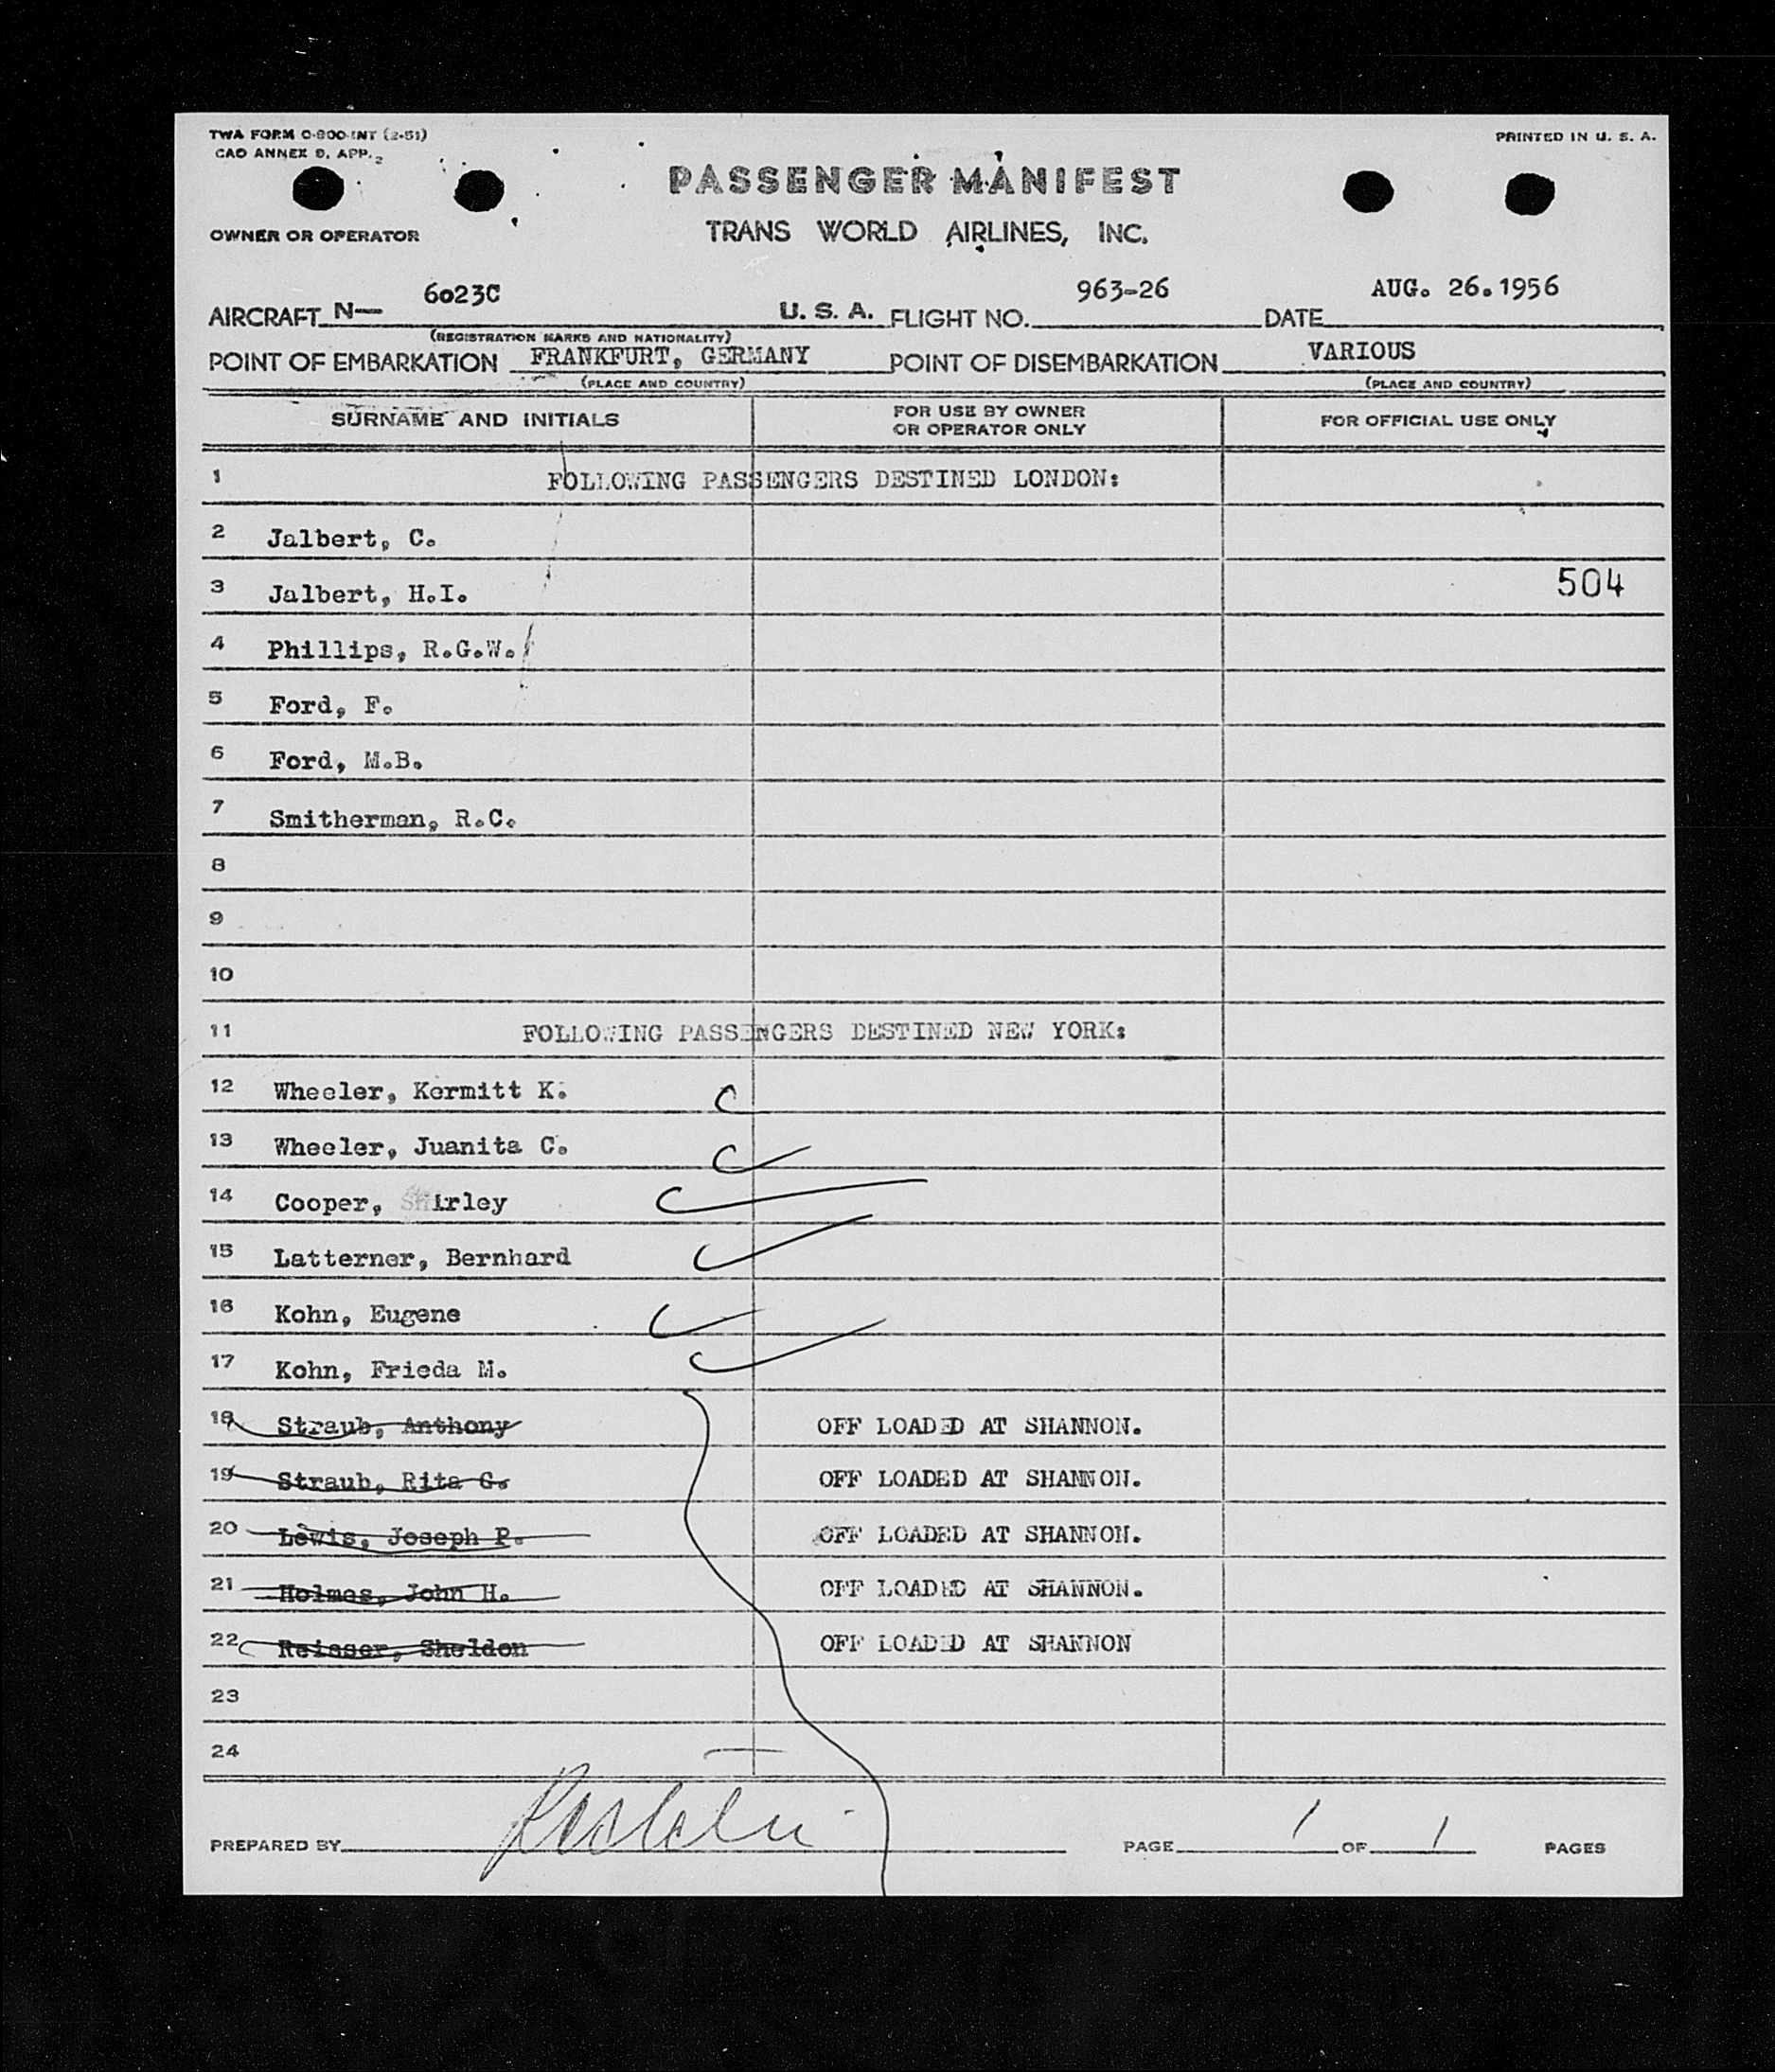 TWA FORM O-800-INT (2-51)
PRINTED IN U. S. A.
CAO ANNEX 9, APP. 2
PASSENGER MANIFEST
OWNER OR OPERATOR
TRANS WORLD AIRLINES, INC.
AIRCRAFT N— 6023C U. S. A. FLIGHT NO. 963-26 DATE AUG. 26.1956
(REGISTRATION MARKS AND NATIONALITY)
POINT OF EMBARKATION FRANKFURT, GERMANY POINT OF DISEMBARKATION VARIOUS
(PLACE AND COUNTRY) (PLACE AND COUNTRY)
SURNAME AND INITIALS FOR USE BY OWNER OR OPERATOR ONLY FOR OFFICIAL USE ONLY
1 FOLLOWING PASSENGERS DESTINED LONDON:
2 Jalbert, C.
3 Jalbert, H.I. 504
4 Phillips, R.G.W.
5 Ford, F.
6 Ford, M.B.
7 Smitherman, R.C.
8
9
10
11 FOLLOWING PASSENGERS DESTINED NEW YORK:
12 Wheeler, Kermitt K.
13 Wheeler, Juanita C.
14 Cooper, Shirley
15 Latterner, Bernhard
16 Kohn, Eugene
17 Kohn, Frieda M.
18 Straub, Anthony OFF LOADED AT SHANNON.
19 Straub, Rita G. OFF LOADED AT SHANNON.
20 Lewis, Joseph P. OFF LOADED AT SHANNON.
21 Holmes, John H. OFF LOADED AT SHANNON.
22 Reisser, Sheldon OFF LOADED AT SHANNON
23
24
PREPARED BY PAGE 1 OF 1 PAGES